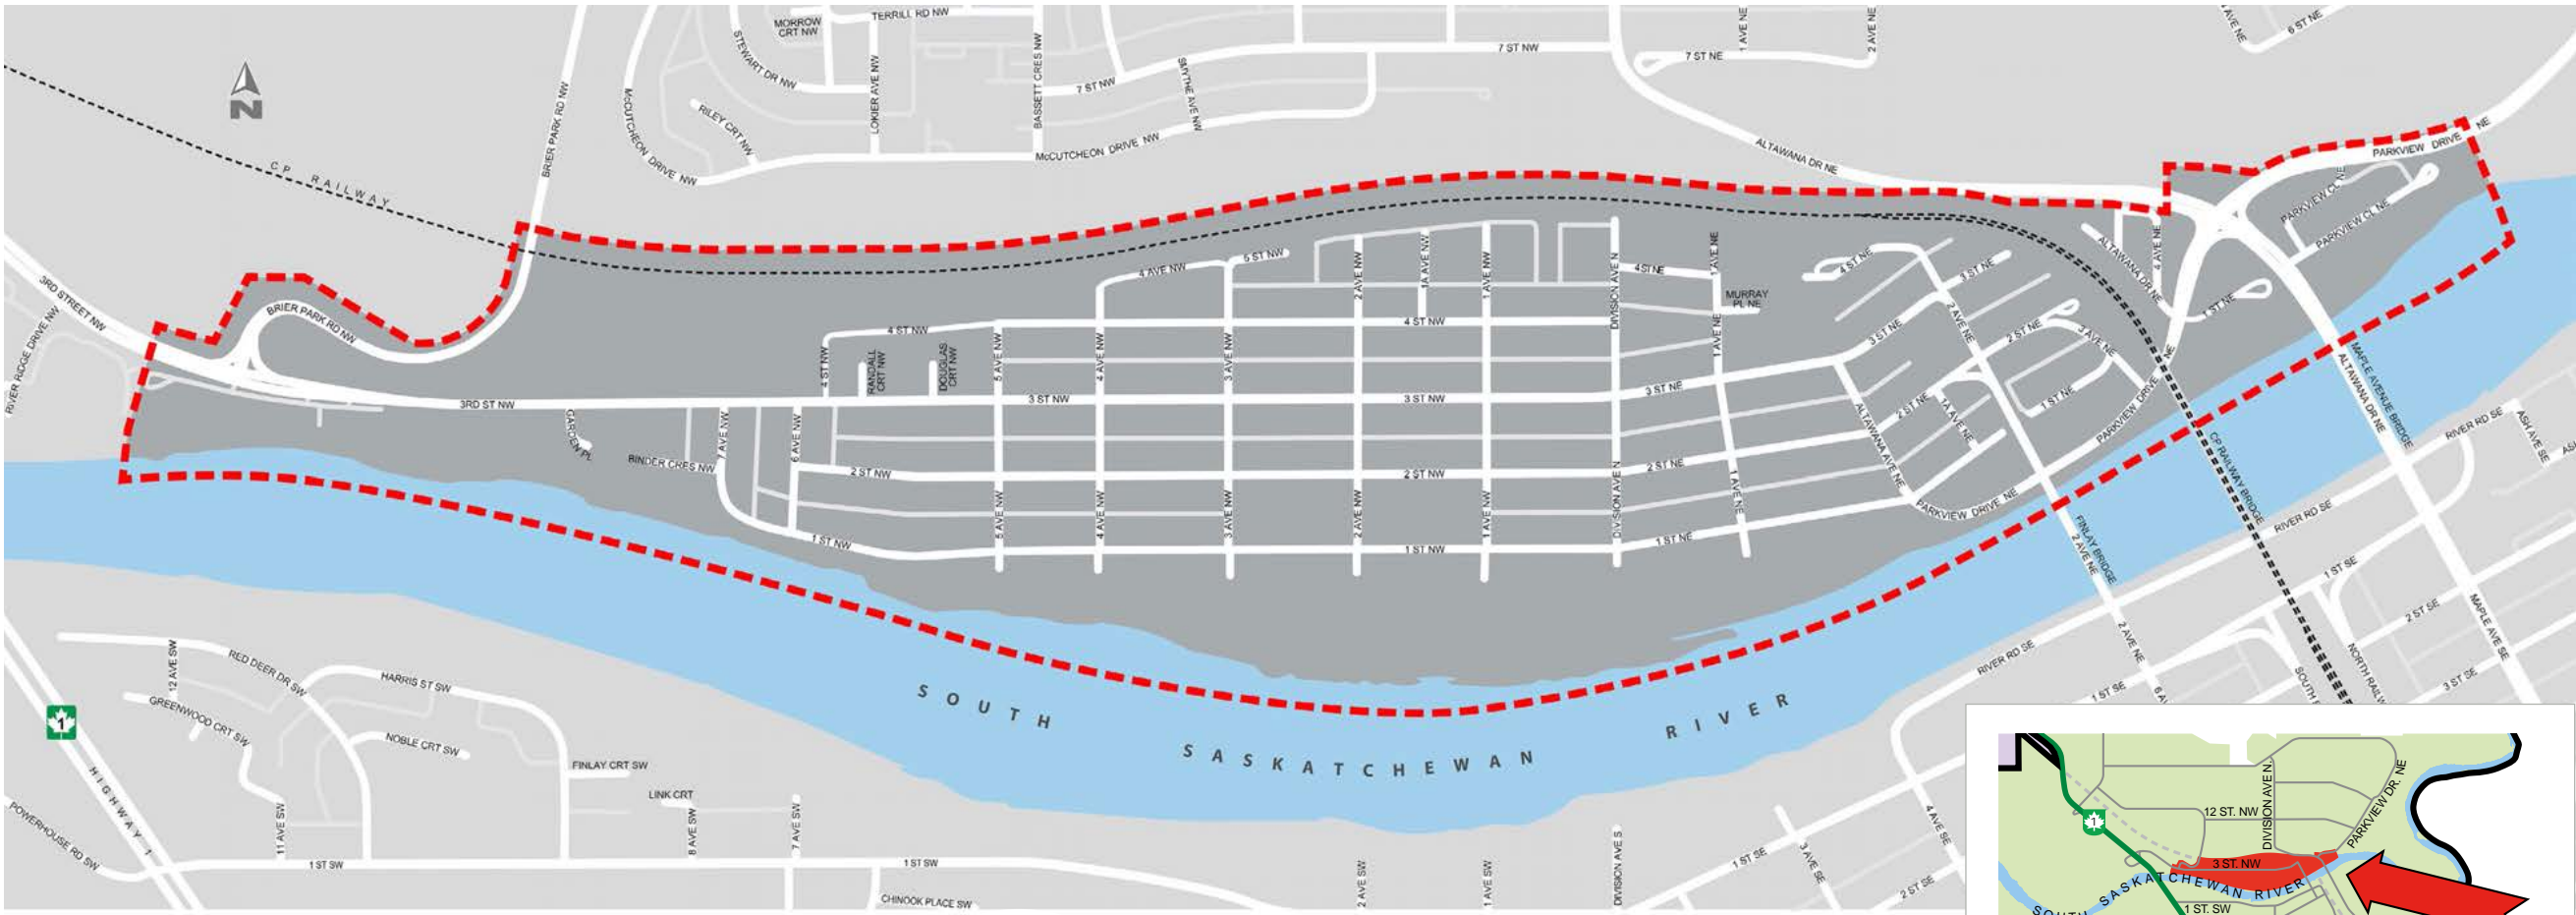 MORROW
CRT NW
TERRILL RD NW
STEWART DR NW
LOKIER AVE NW
BASSETT CRES NW
7 ST NW
7 ST NW
SMYTHE AVE NW
1 AVE NE
2 AVE NE
7 ST NE
AVE NE
6 ST NE
N
BRIER PARK RD NW
McCUTCHEON DRIVE NW
RILEY CRT NW
McCUTCHEON DRIVE NW
ALTAWANA DR NE
PARKVIEW DRIVE NE
CP RAILWAY
3RD STREET NW
RIVER RIDGE DRIVE NW
BRIER PARK RD NW
4 AVE NW
5 ST NW
2 AVE NW
1A AVE NW
1 AVE NW
DIVISION AVE N
4 ST NE
1 AVE NE
MURRAY
PL NE
4 ST NE
3 ST NE
2 AVE NE
ALTAWANA DR NE
4 AVE NE
PARKVIEW CL NE
PARKVIEW CL NE
1 ST NE
4 ST NW
4 ST NW
4 ST NW
RANDALL
CRT NW
DOUGLAS
CRT NW
5 AVE NW
4 AVE NW
3 AVE NW
1 AVE NE
3 ST NE
2 ST NE
3 AVE NE
1 ST NE
3RD ST NW
3 ST NW
3 ST NW
3 ST NE
GARDEN PL
BINDER CRES NW
7 AVE NW
6 AVE NW
2 ST NW
2 ST NW
2 ST NE
2 ST NE
1A AVE NE
ALTAWANA AVE NE
PARKVIEW DRIVE NE
PARKVIEW DRIVE NE
5 AVE NW
4 AVE NW
3 AVE NW
2 AVE NW
1 AVE NW
DIVISION AVE N
1 AVE NE
1 ST NW
1 ST NW
1 ST NE
MAPLE AVENUE BRIDGE
ALTAWANA DR NE
CP RAILWAY BRIDGE
FINLAY BRIDGE
2 AVE NE
RIVER RD SE
ASH AVE SE
RIVER RD SE
1 ST SE
2 ST SE
MAPLE AVE SE
2 AVE NE
RIVER RD SE
1 ST SE
3 ST SE
SOUTH
SASKATCHEWAN
RIVER
12 AVE SW
RED DEER DR SW
HARRIS ST SW
GREENWOOD CRT SW
NOBLE CRT SW
FINLAY CRT SW
LINK CRT
1
HIGHWAY 1
POWERHOUSE RD SW
11 AVE SW
8 AVE SW
7 AVE SW
1 ST SW
1 ST SW
CHINOOK PLACE SW
2 AVE SW
1 AVE SW
DIVISION AVE S
1 ST SE
3 AVE SE
4 AVE SE
2 ST SE
DIVISION AVE N.
PARKVIEW DR. NE
12 ST. NW
1
3 ST. NW
SOUTH SASKATCHEWAN RIVER
1 ST. SW